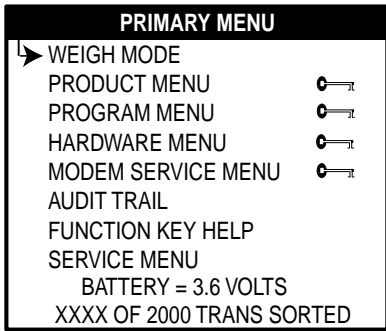 PRIMARY MENU
WEIGH MODE
PRODUCT MENU
PROGRAM MENU
HARDWARE MENU
MODEM SERVICE MENU
AUDIT TRAIL
FUNCTION KEY HELP
SERVICE MENU
BATTERY = 3.6 VOLTS
XXXX OF 2000 TRANS SORTED